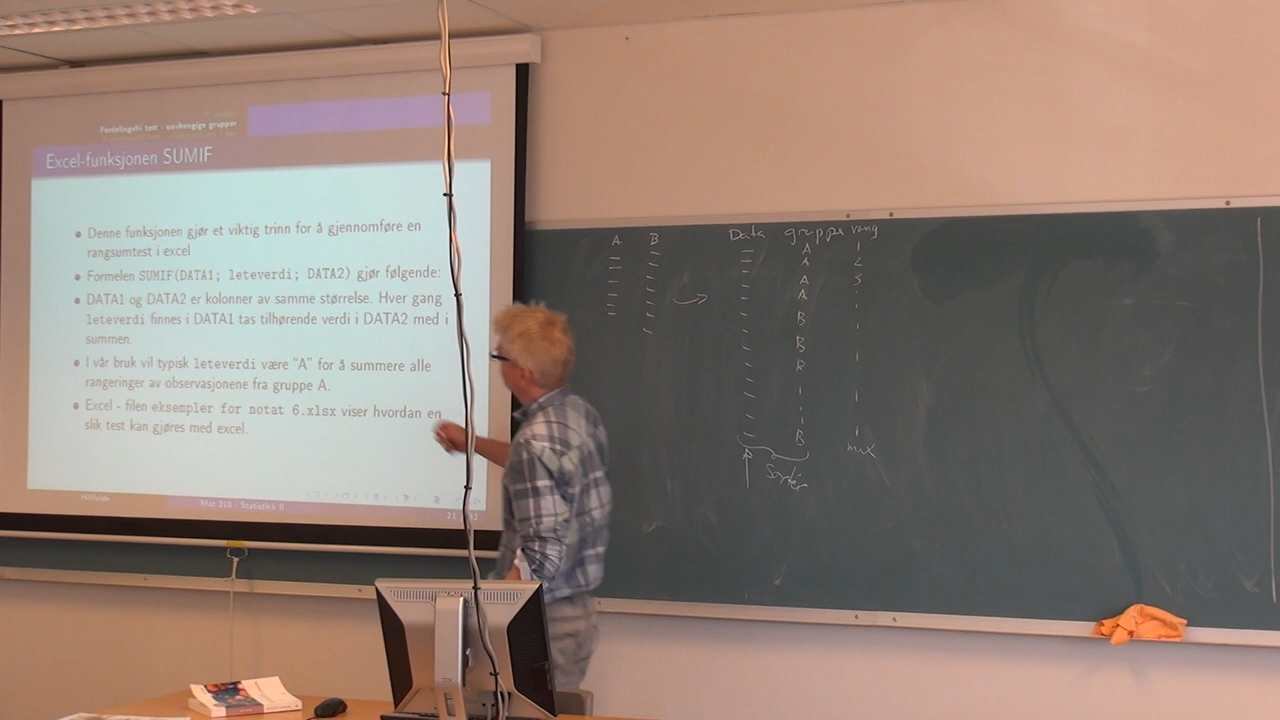 Fordelingsfri test - uavhengige grupper
Excel-funksjonen SUMIF
Denne funksjonen gjør et viktig trinn for å gjennomføre en
rangsumtest i excel
Formelen SUMIF(DATA1; leteverdi; DATA2) gjør følgende:
DATA1 og DATA2 er kolonner av samme størrelse. Hver gang
leteverdi finnes i DATA1 tas tilhørende verdi i DATA2 med i
summen.
I vår bruk vil typisk leteverdi være "A" for å summere alle
rangeringer av observasjonene fra gruppe A.
Excel - filen eksempler for notat 6.xlsx viser hvordan en
slik test kan gjøres med excel.
Mat 210 - Statistikk II
A B Data gruppe rang
A 1
A 2
A
A
B
B
B
max
Sorter